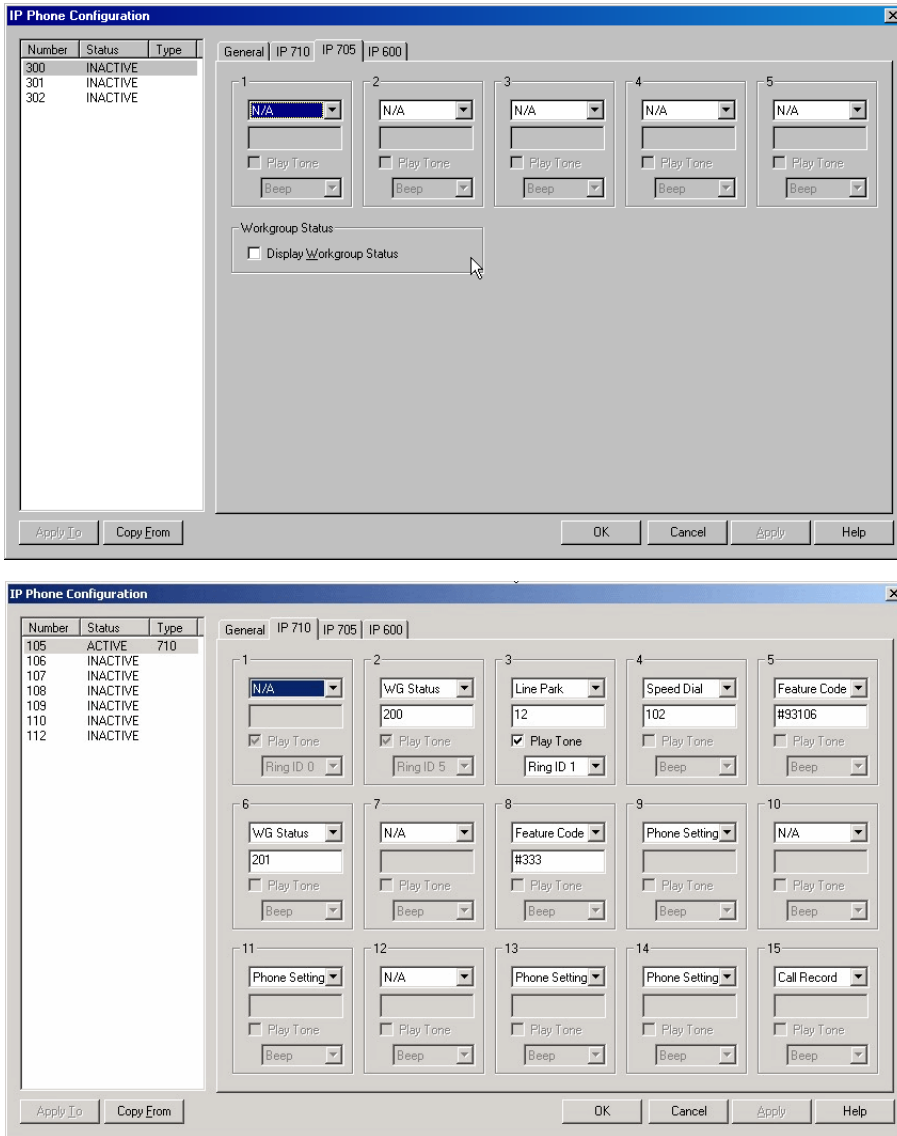 IP Phone Configuration
Number Status Type
300 INACTIVE
301 INACTIVE
302 INACTIVE
General IP 710 IP 705 IP 600
1 2 3 4 5
N/A N/A N/A N/A N/A
Play Tone Play Tone Play Tone Play Tone Play Tone
Beep Beep Beep Beep Beep
Workgroup Status
Display Workgroup Status
Apply To Copy From OK Cancel Apply Help
IP Phone Configuration
Number Status Type
105 ACTIVE 710
106 INACTIVE
107 INACTIVE
108 INACTIVE
109 INACTIVE
110 INACTIVE
112 INACTIVE
General IP 710 IP 705 IP 600
1 2 3 4 5
N/A WG Status Line Park Speed Dial Feature Code
200 12 102 #93106
Play Tone Play Tone Play Tone Play Tone Play Tone
Ring ID 0 Ring ID 5 Ring ID 1 Beep Beep
6 7 8 9 10
WG Status N/A Feature Code Phone Setting N/A
201 #333
Play Tone Play Tone Play Tone Play Tone Play Tone
Beep Beep Beep Beep Beep
11 12 13 14 15
Phone Setting N/A Phone Setting Phone Setting Call Record
Play Tone Play Tone Play Tone Play Tone Play Tone
Beep Beep Beep Beep Beep
Apply To Copy From OK Cancel Apply Help